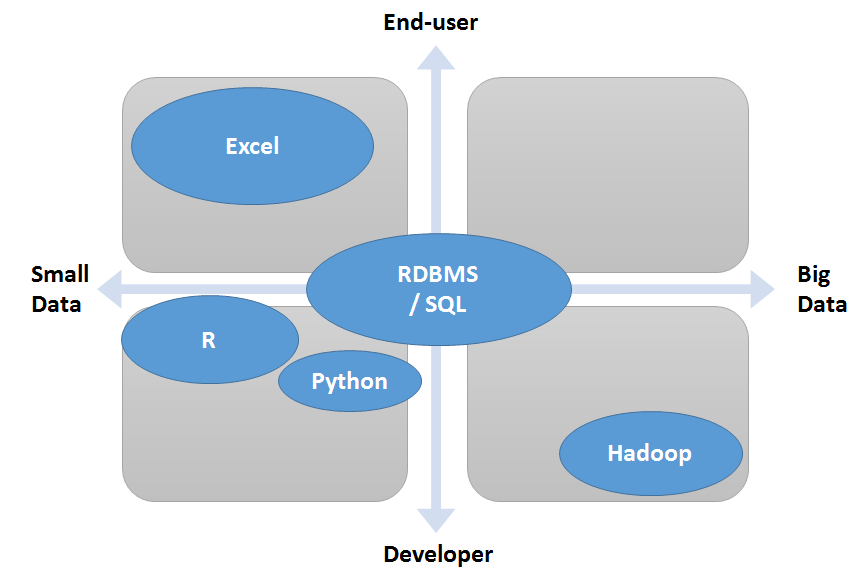 End-user
Excel
Small
Data
RDBMS
/ SQL
Big
Data
R
Python
Hadoop
Developer